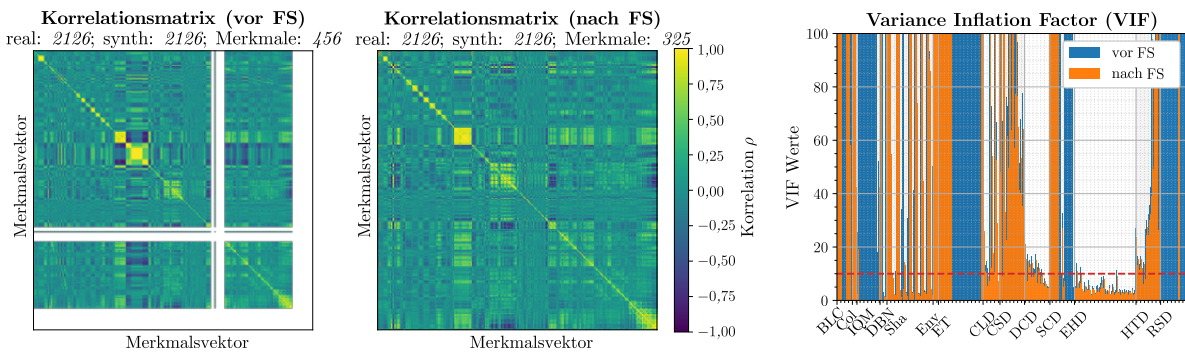 Korrelationsmatrix (vor FS)
real: 2126; synth: 2126; Merkmale: 456
Merkmalsvektor
Merkmalsvektor
Korrelationsmatrix (nach FS)
real: 2126; synth: 2126; Merkmale: 325
Merkmalsvektor
Merkmalsvektor
1,00
0,75
0,50
0,25
0,00
−0,25
−0,50
−0,75
−1,00
Korrelation ρ
Variance Inflation Factor (VIF)
vor FS
nach FS
VIF Werte
100
80
60
40
20
0
BLC
Col
IQM
DBN
Sha
Env
ET
CLD
CSD
DCD
SCD
EHD
HTD
RSD